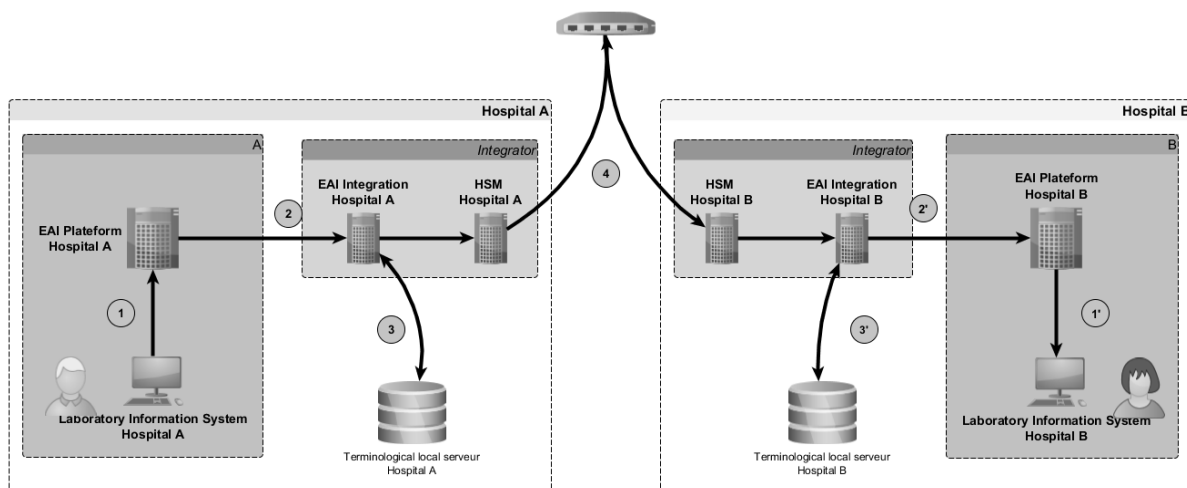 Hospital A
A
Integrator
EAI Integration
Hospital A
HSM
Hospital A
EAI Plateform
Hospital A
1
2
3
4
Laboratory Information System
Hospital A
Terminological local serveur
Hospital A
Hospital B
Integrator
B
HSM
Hospital B
EAI Integration
Hospital B
2'
EAI Plateform
Hospital B
3'
1'
Terminological local serveur
Hospital B
Laboratory Information System
Hospital B